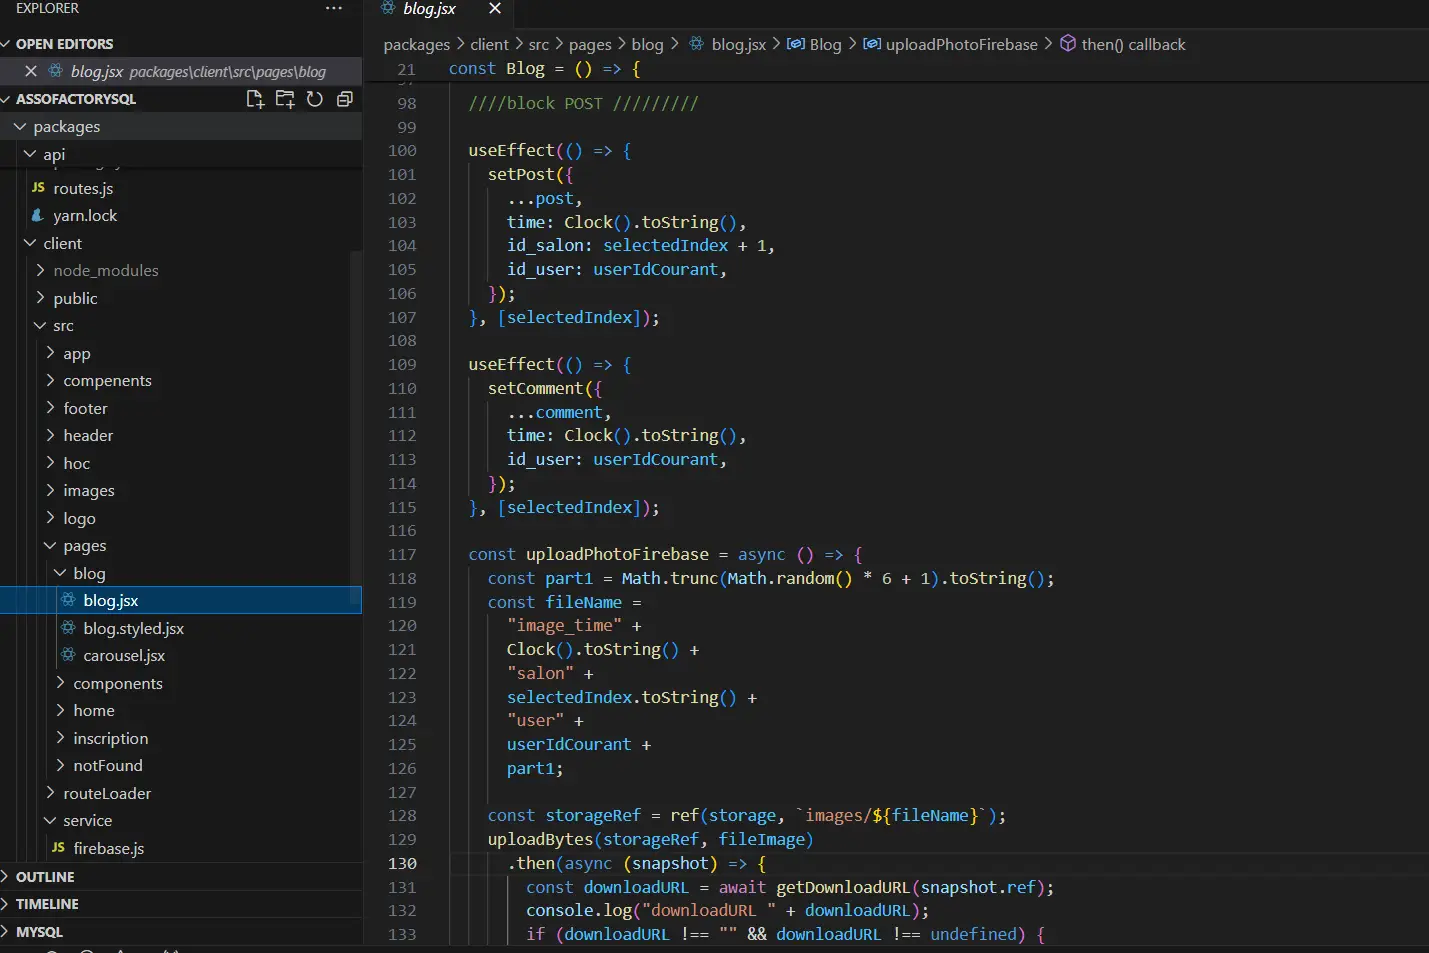 EXPLORER
...
OPEN EDITORS
blog.jsx packages\client\src\pages\blog
ASSOFACTORYSQL
packages
api
JS routes.js
yarn.lock
client
node_modules
public
src
app
compenents
footer
header
hoc
images
logo
pages
blog
blog.jsx
blog.styled.jsx
carousel.jsx
components
home
inscription
notFound
routeLoader
service
JS firebase.js
OUTLINE
TIMELINE
MYSQL
blog.jsx
packages > client > src > pages > blog > blog.jsx > Blog > uploadPhotoFirebase > then() callback
21 const Blog = () => {
98 ////block POST /////////
99
100 useEffect(() => {
101 setPost({
102 ...post,
103 time: Clock().toString(),
104 id_salon: selectedIndex + 1,
105 id_user: userIdCourant,
106 });
107 }, [selectedIndex]);
108
109 useEffect(() => {
110 setComment({
111 ...comment,
112 time: Clock().toString(),
113 id_user: userIdCourant,
114 });
115 }, [selectedIndex]);
116
117 const uploadPhotoFirebase = async () => {
118 const part1 = Math.trunc(Math.random() * 6 + 1).toString();
119 const fileName =
120 "image_time" +
121 Clock().toString() +
122 "salon" +
123 selectedIndex.toString() +
124 "user" +
125 userIdCourant +
126 part1;
127
128 const storageRef = ref(storage, `images/${fileName}`);
129 uploadBytes(storageRef, fileImage)
130 .then(async (snapshot) => {
131 const downloadURL = await getDownloadURL(snapshot.ref);
132 console.log("downloadURL " + downloadURL);
133 if (downloadURL !== "" && downloadURL !== undefined) {